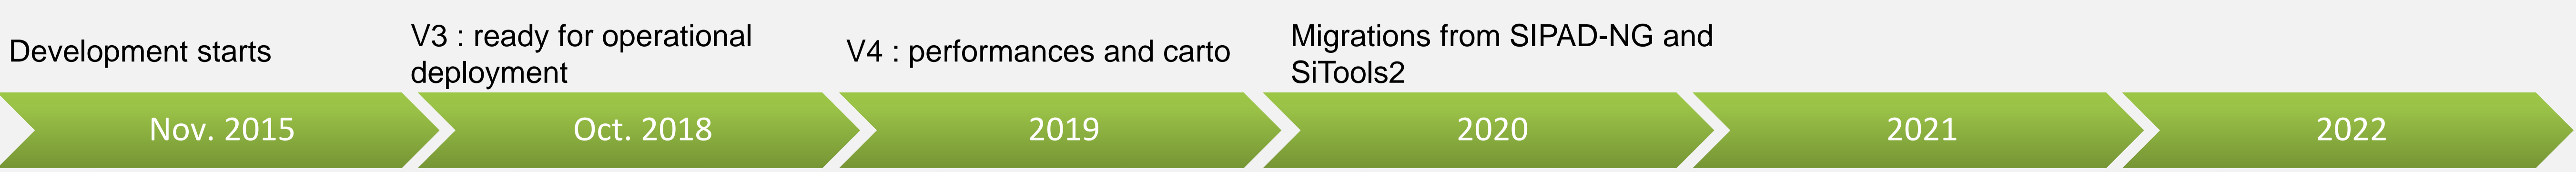 Development starts
V3 : ready for operational
deployment
V4 : performances and carto
Migrations from SIPAD-NG and
SiTools2
Nov. 2015
Oct. 2018
2019
2020
2021
2022